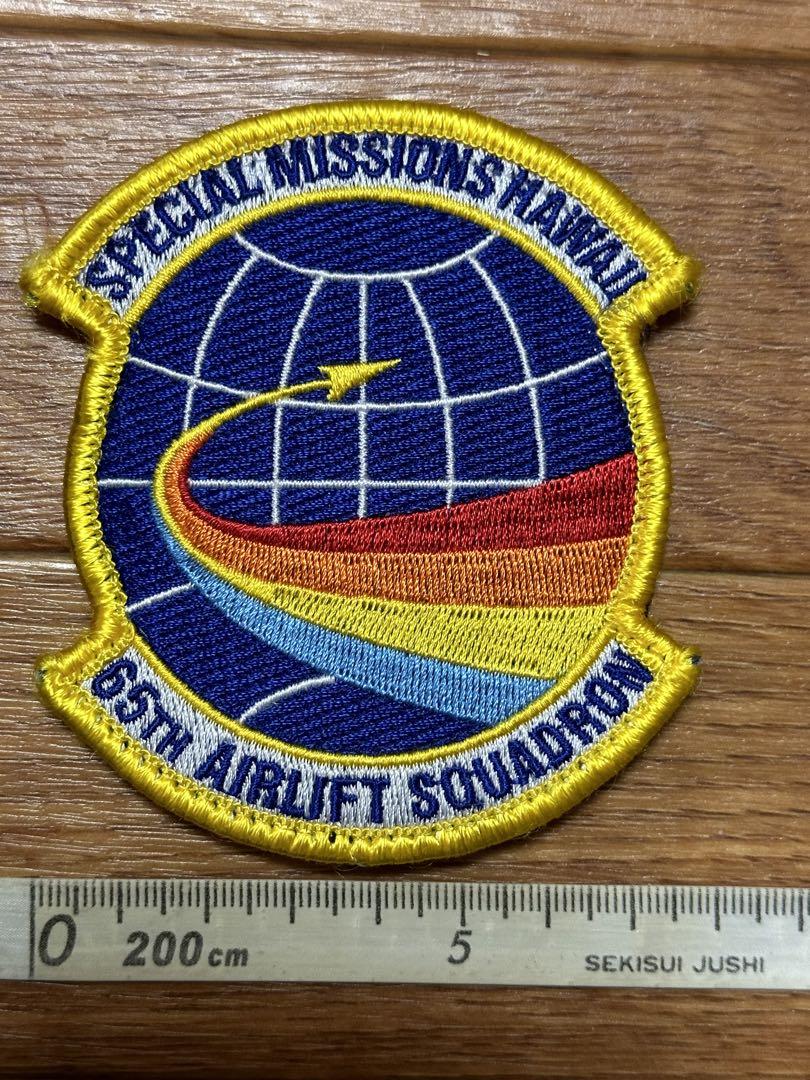 SPECIAL MISSIONS HAWAII
65TH AIRLIFT SQUADRON
0 200cm 5 SEKISUI JUSHI